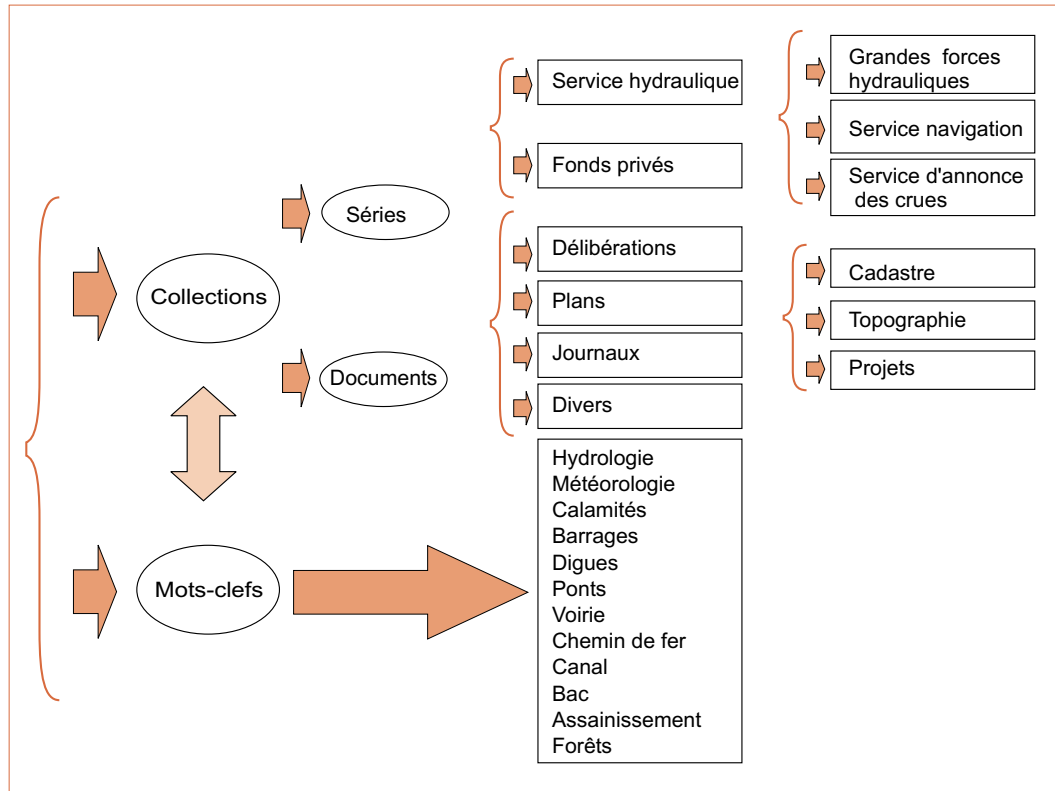 Collections
Mots-clefs
Séries
Documents
Service hydraulique
Fonds privés
Délibérations
Plans
Journaux
Divers
Hydrologie
Météorologie
Calamités
Barrages
Digues
Ponts
Voirie
Chemin de fer
Canal
Bac
Assainissement
Forêts
Grandes forces
hydrauliques
Service navigation
Service d'annonce
des crues
Cadastre
Topographie
Projets